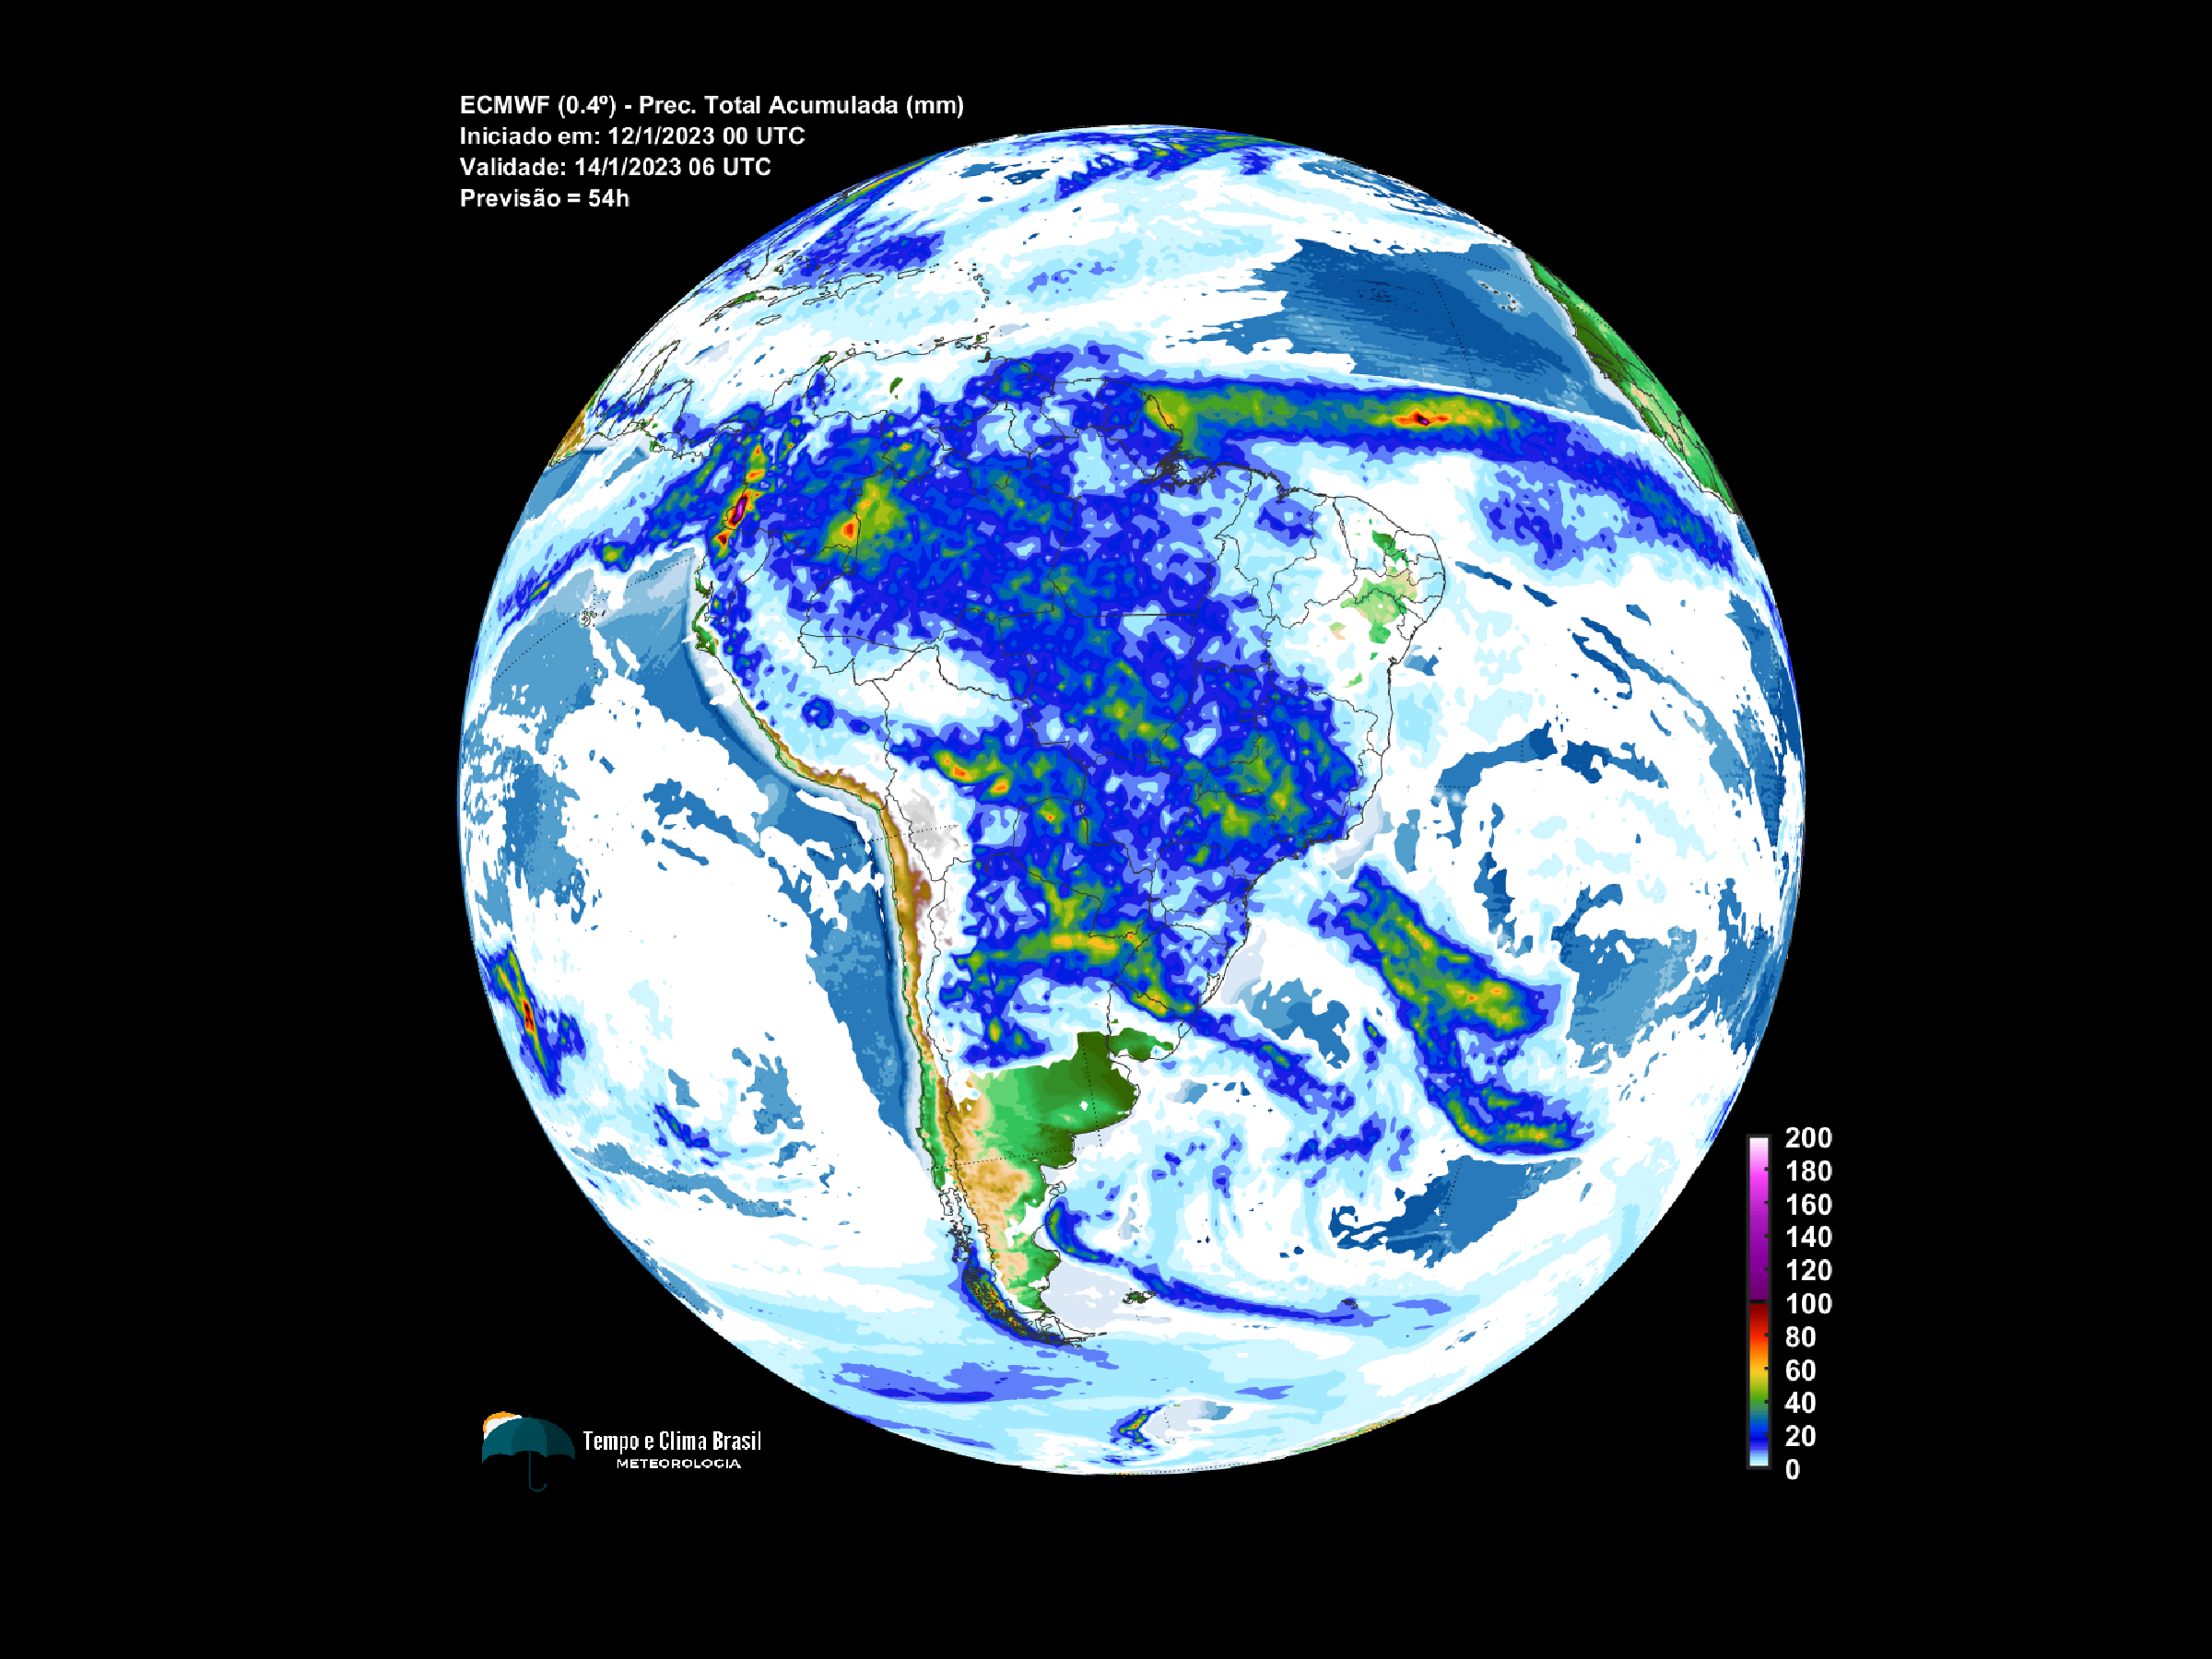 ECMWF (0.4º) - Prec. Total Acumulada (mm)
Iniciado em: 12/1/2023 00 UTC
Validade: 14/1/2023 06 UTC
Previsão = 54h
200
180
160
140
120
100
80
60
40
20
0
Tempo e Clima Brasil
METEOROLOGIA